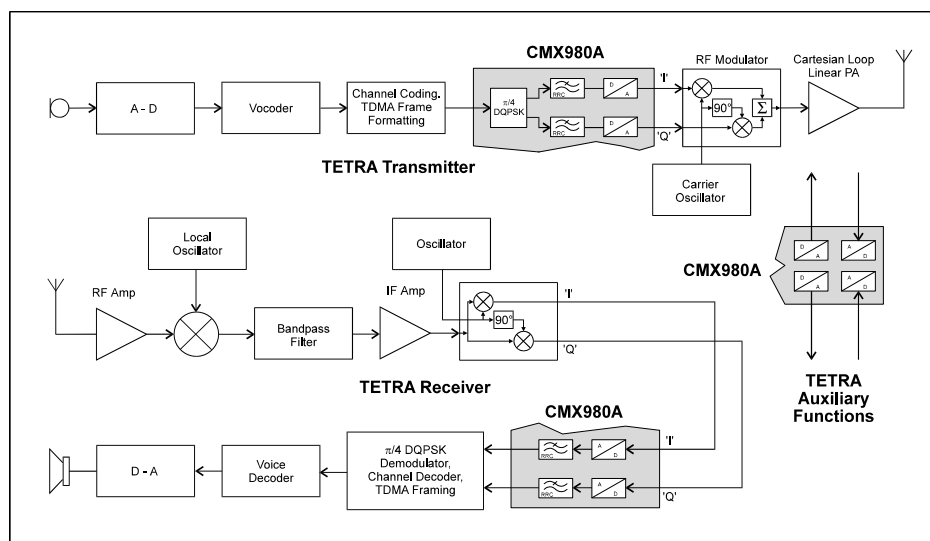 CMX980A
RF Modulator
Cartesian Loop
Linear PA
A - D
Vocoder
Channel Coding.
TDMA Frame
Formatting
π/4
DQPSK
RRC
D
A
RRC
D
A
'I'
'Q'
90°
Σ
TETRA Transmitter
Carrier
Oscillator
Local
Oscillator
Oscillator
CMX980A
D
A
A
D
D
A
A
D
TETRA
Auxiliary
Functions
RF Amp
Bandpass
Filter
IF Amp
90°
'I'
'Q'
TETRA Receiver
CMX980A
D - A
Voice
Decoder
π/4 DQPSK
Demodulator,
Channel Decoder,
TDMA Framing
RRC
A
D
RRC
A
D
'I'
'Q'